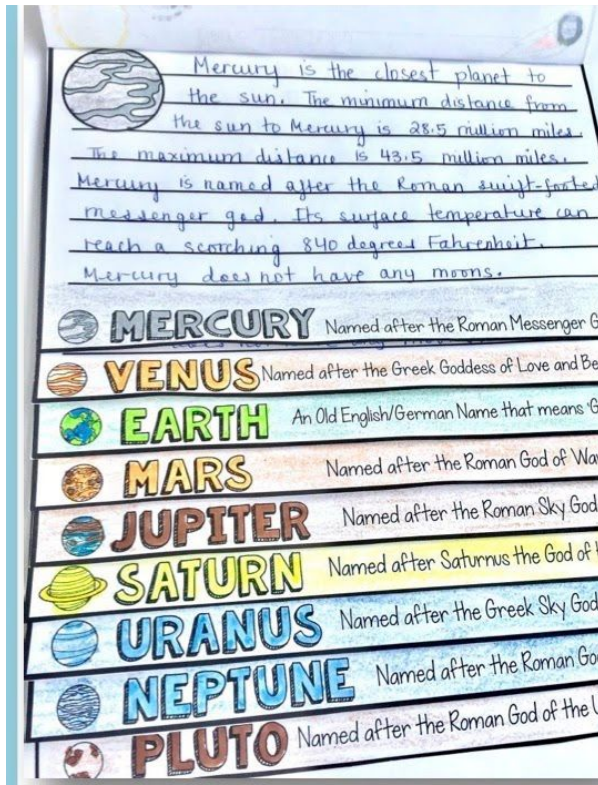 Mercury is the closest planet to
the sun. The minimum distance from
the sun to Mercury is 28.5 million miles.
The maximum distance is 43.5 million miles.
Mercury is named after the Roman swift-footed
messenger god. Its surface temperature can
reach a scorching 840 degrees Fahrenheit.
Mercury does not have any moons.
MERCURY Named after the Roman Messenger G
VENUS Named after the Greek Goddess of Love and Be
EARTH An Old English/German Name that means 'G
MARS Named after the Roman God of Wa
JUPITER Named after the Roman Sky God
SATURN Named after Saturnus the God of
URANUS Named after the Greek Sky God
NEPTUNE Named after the Roman Go
PLUTO Named after the Roman God of the U